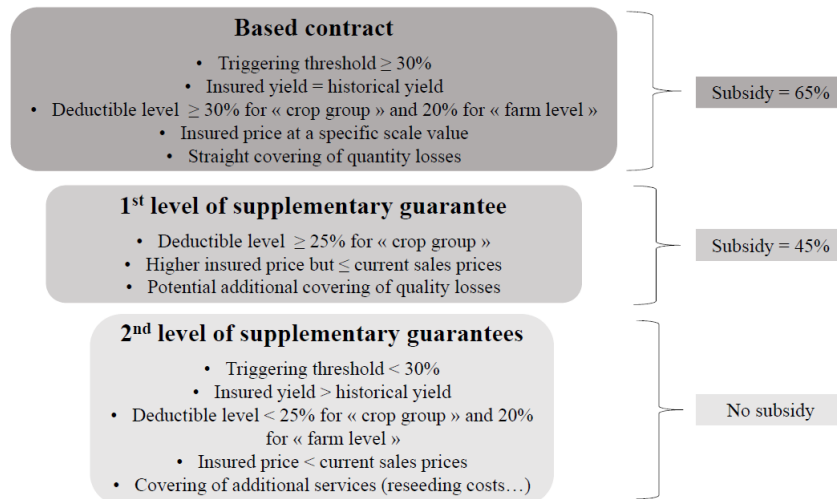 Based contract
• Triggering threshold ≥ 30%
• Insured yield = historical yield
• Deductible level ≥ 30% for « crop group » and 20% for « farm level »
• Insured price at a specific scale value
• Straight covering of quantity losses
Subsidy = 65%
1st level of supplementary guarantee
• Deductible level ≥ 25% for « crop group »
• Higher insured price but ≤ current sales prices
• Potential additional covering of quality losses
Subsidy = 45%
2nd level of supplementary guarantees
• Triggering threshold < 30%
• Insured yield > historical yield
• Deductible level < 25% for « crop group » and 20%
for « farm level »
• Insured price < current sales prices
• Covering of additional services (reseeding costs…)
No subsidy